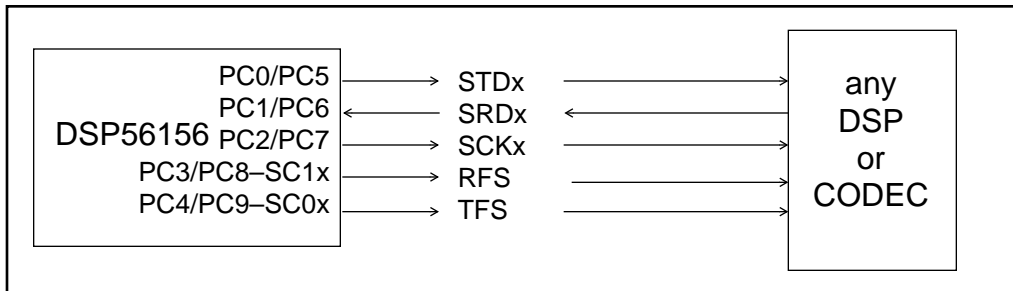 PC0/PC5
PC1/PC6
DSP56156 PC2/PC7
PC3/PC8–SC1x
PC4/PC9–SC0x
STDx
SRDx
SCKx
RFS
TFS
any
DSP
or
CODEC